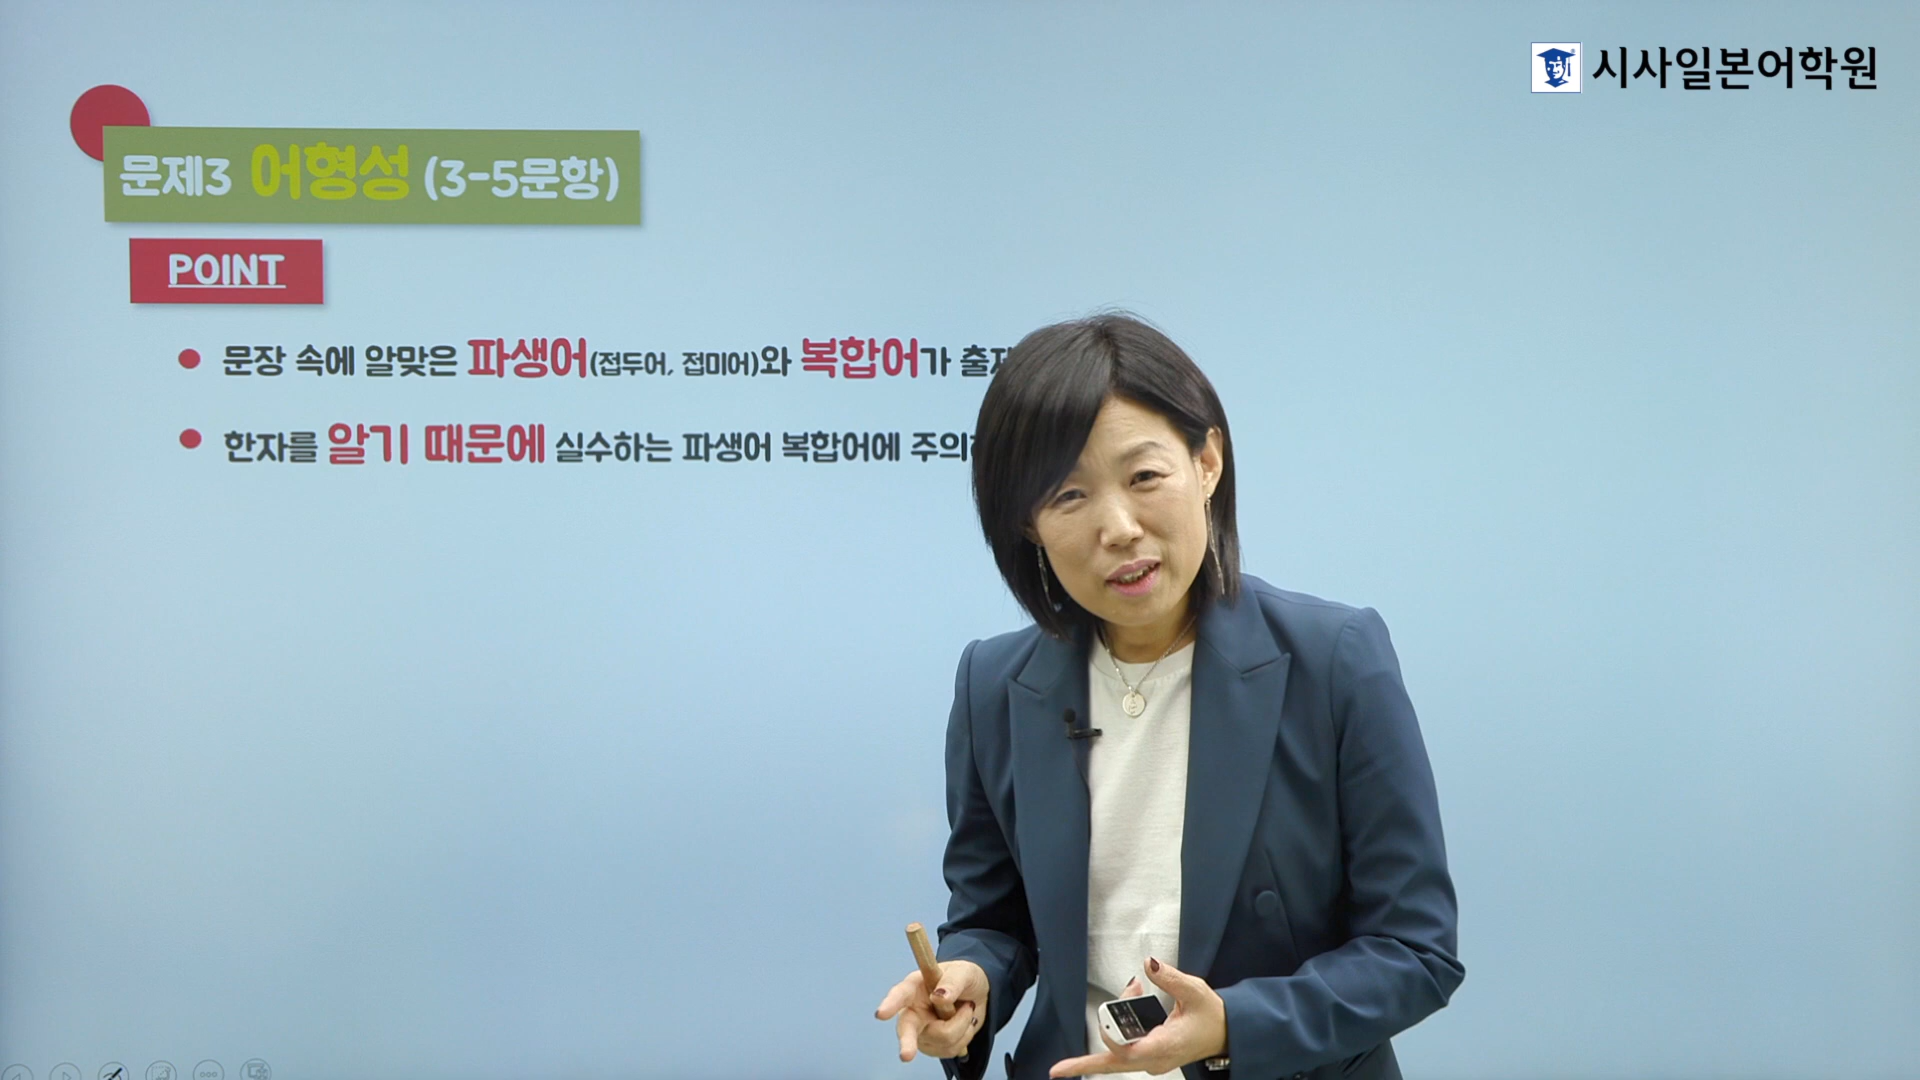 시사일본어학원
문제3 어형성 (3-5문항)
POINT
문장 속에 알맞은 파생어(접두어, 접미어)와 복합어가
한자를 알기 때문에 실수하는 파생어 복합어에